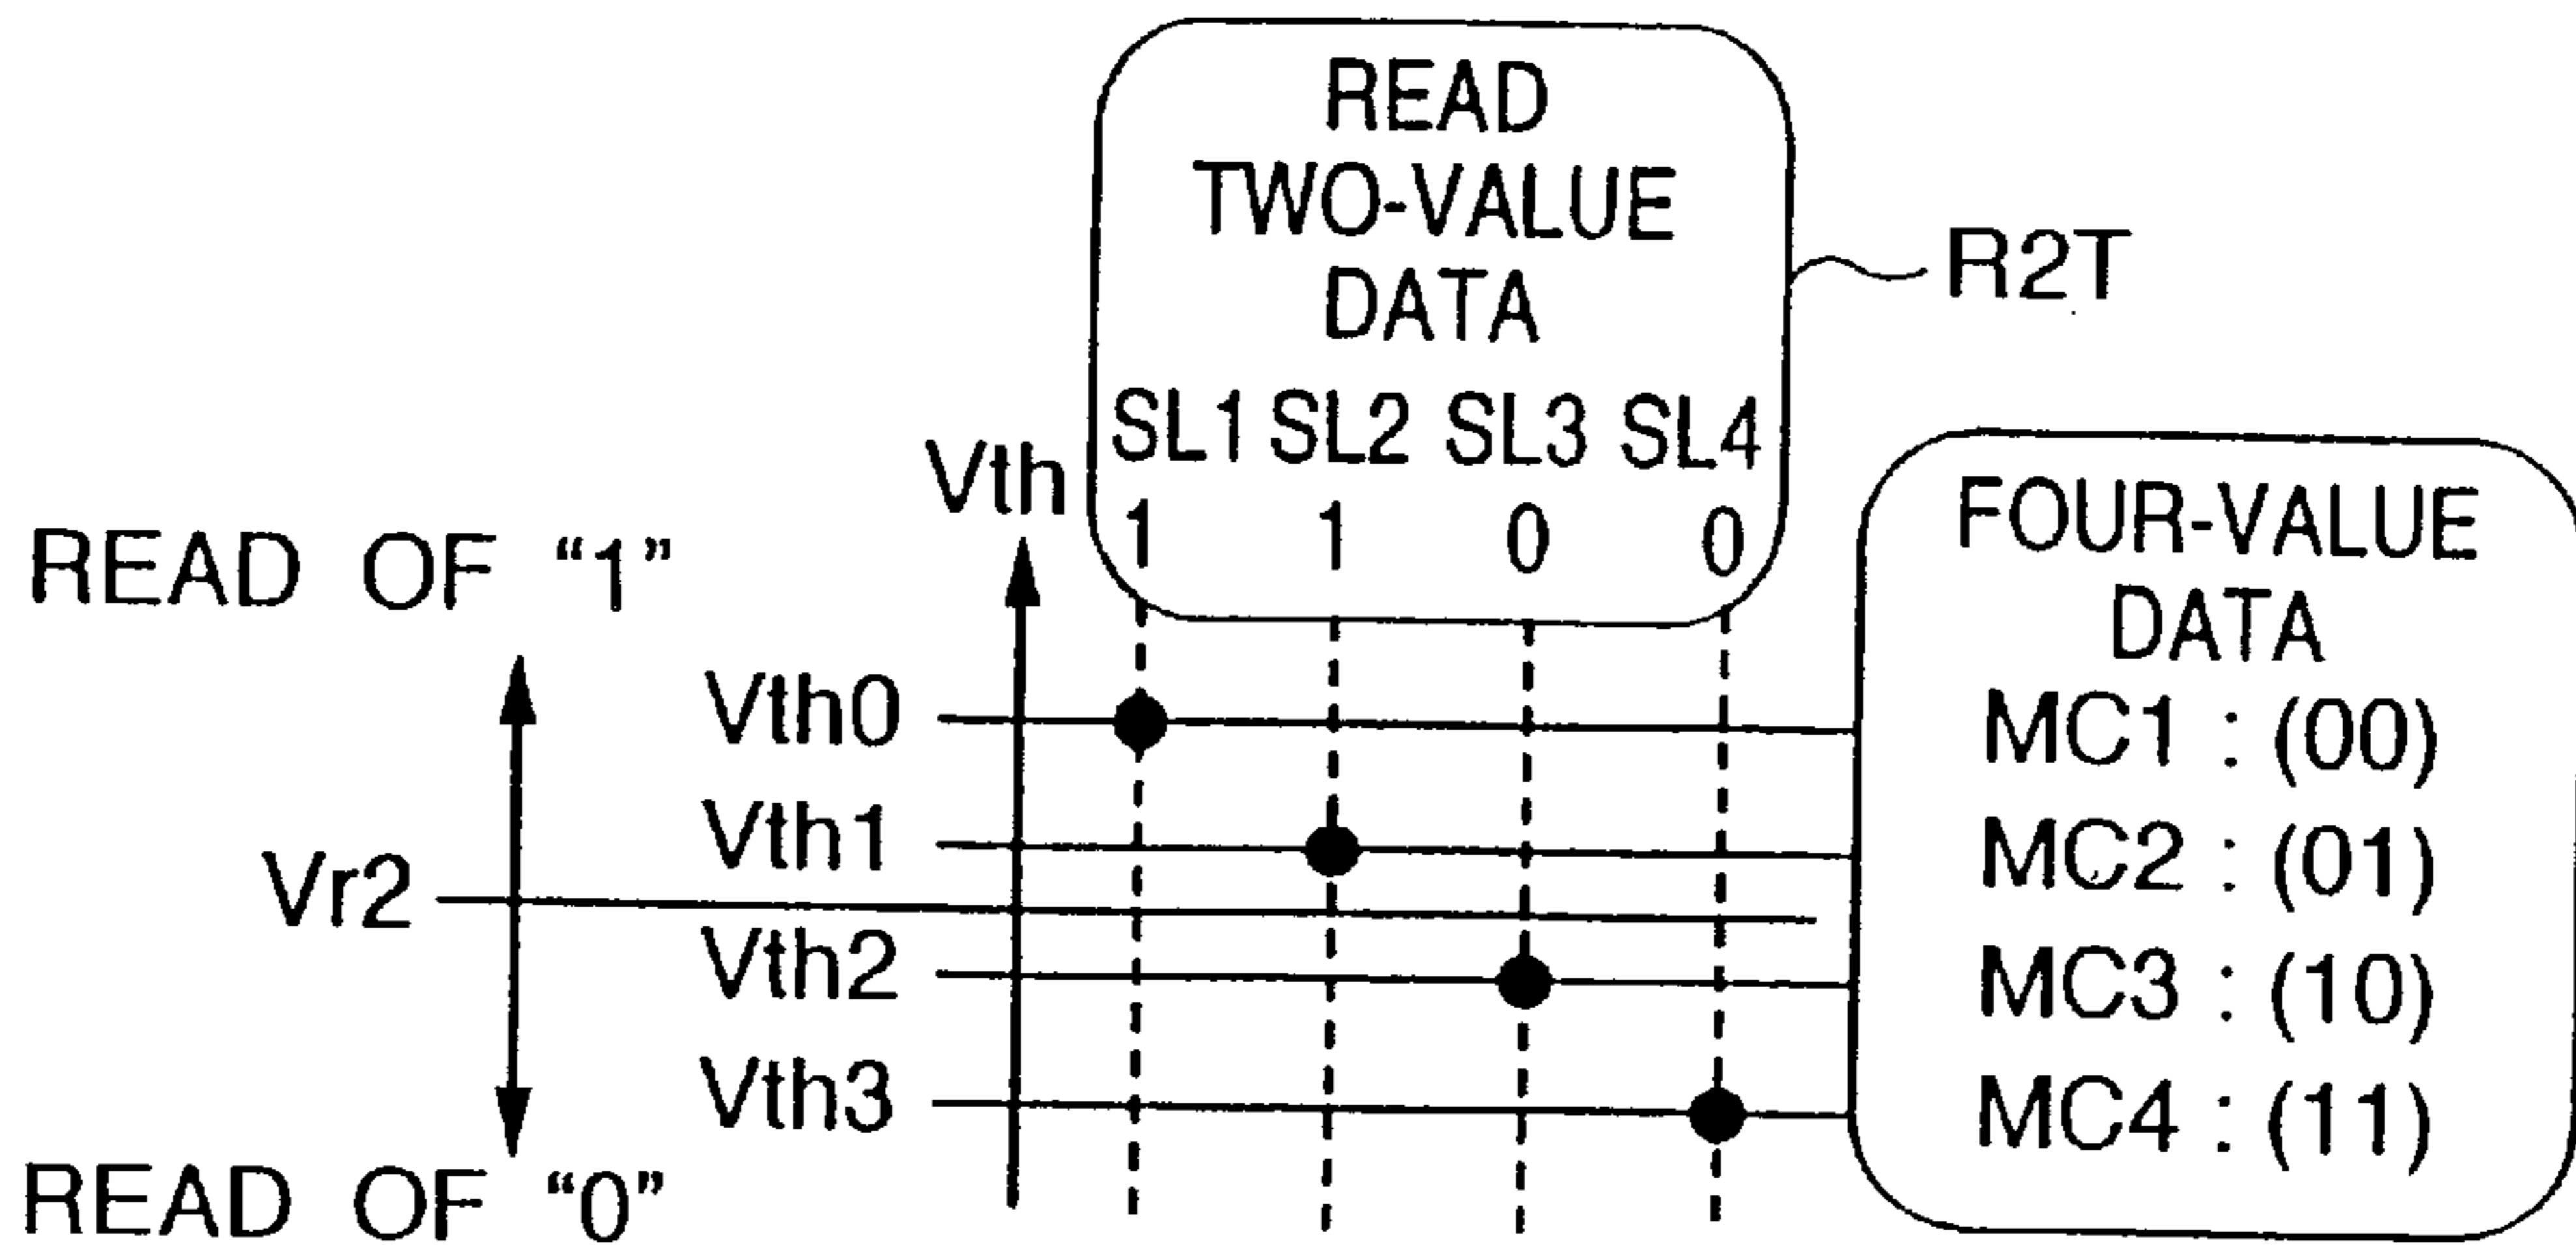 READ
TWO-VALUE
DATA
R2T
SL1 SL2 SL3 SL4
1 1 0 0
Vth
READ OF “1”
Vth0
Vth1
Vr2
Vth2
Vth3
READ OF “0”
FOUR-VALUE
DATA
MC1 : (00)
MC2 : (01)
MC3 : (10)
MC4 : (11)